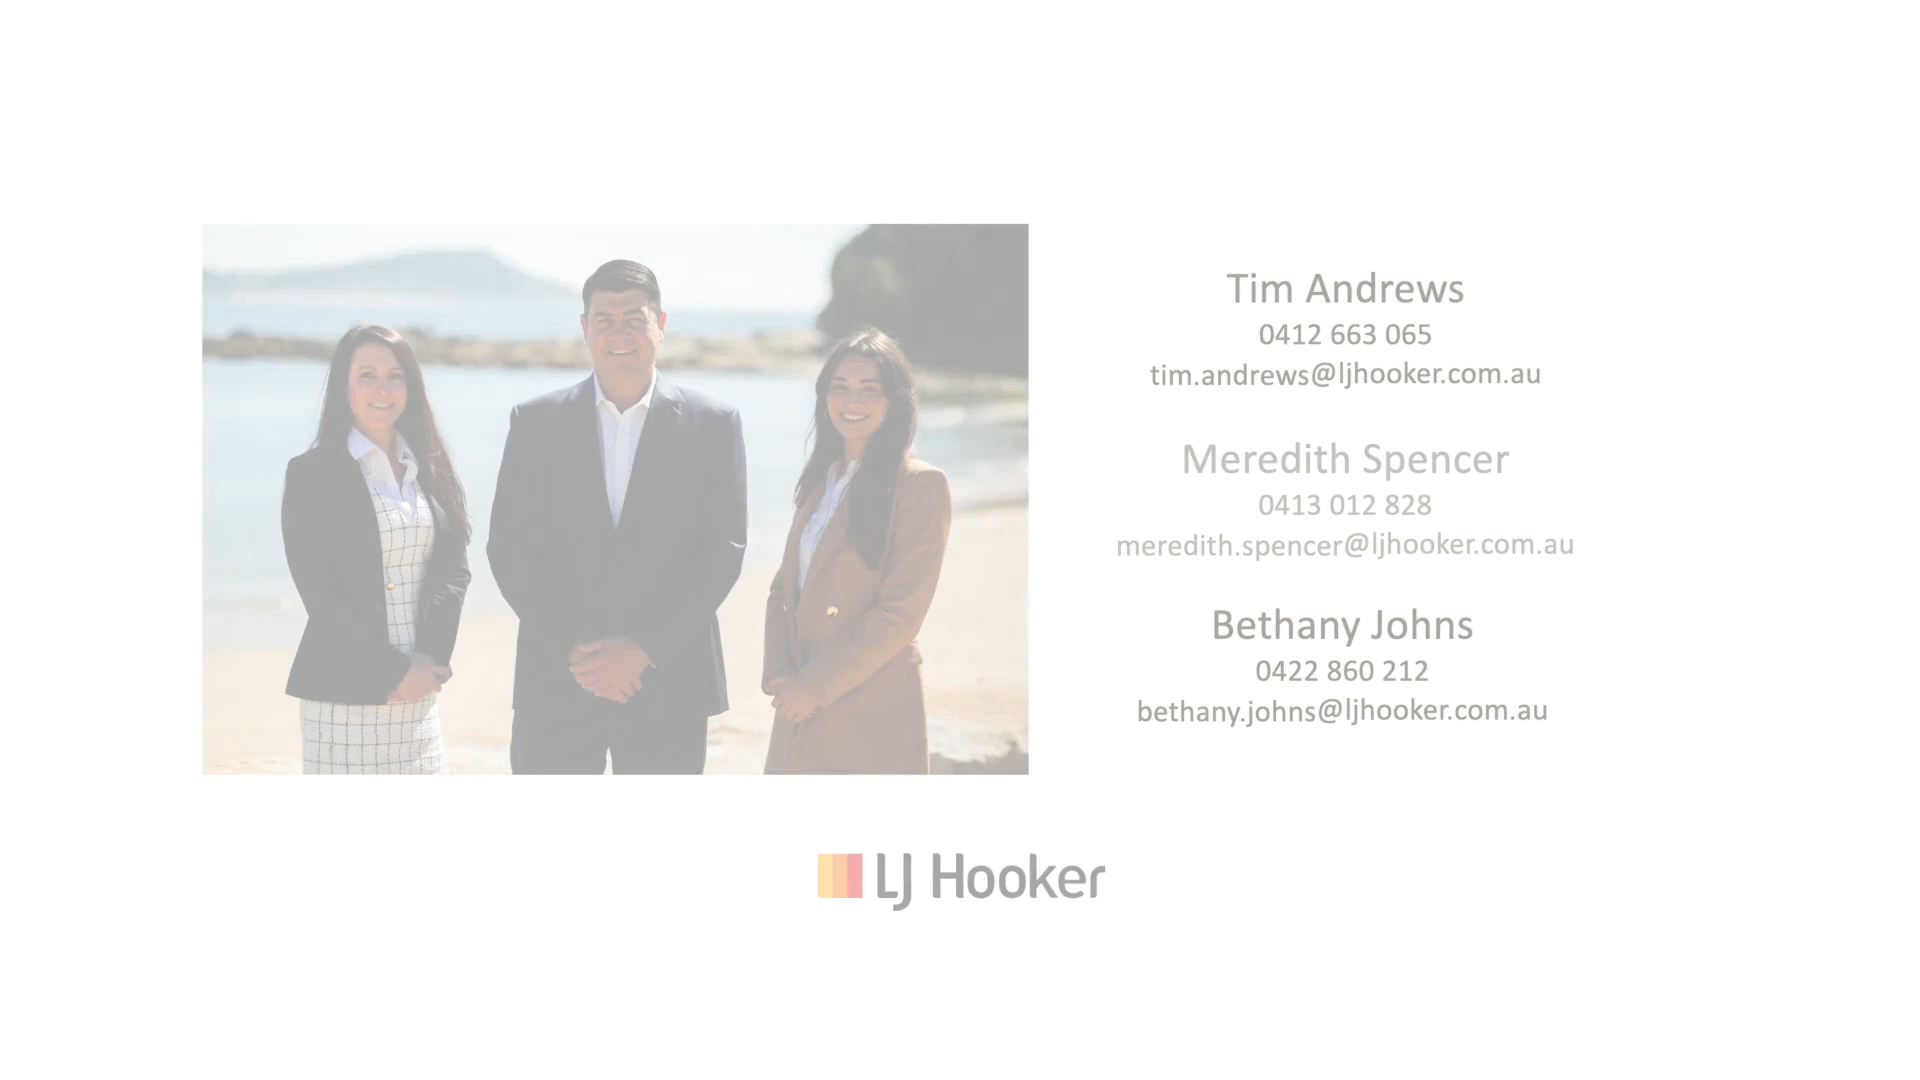 Tim Andrews
0412 663 065
tim.andrews@ljhooker.com.au
Meredith Spencer
0413 012 828
meredith.spencer@ljhooker.com.au
Bethany Johns
0422 860 212
bethany.johns@ljhooker.com.au
LJ Hooker